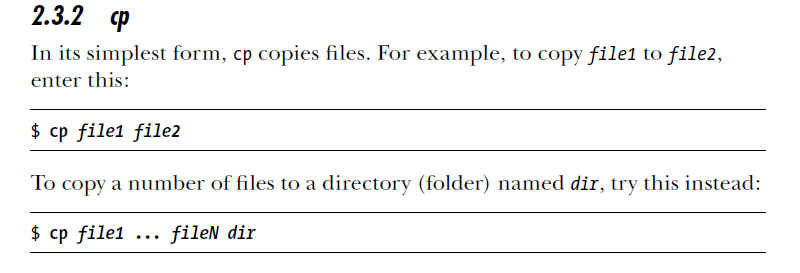 2.3.2 cp
In its simplest form, cp copies files. For example, to copy file1 to file2,
enter this:
$ cp file1 file2
To copy a number of files to a directory (folder) named dir, try this instead:
$ cp file1 ... fileN dir